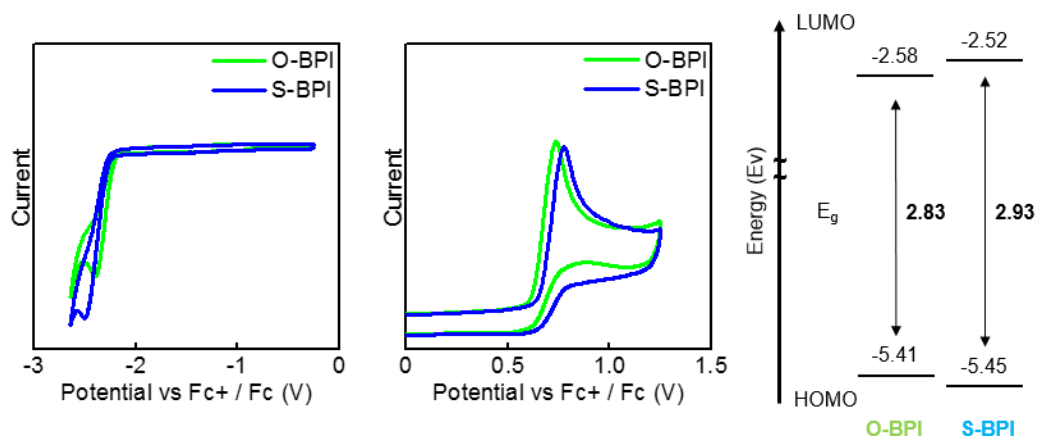 O-BPI
S-BPI
Current
-3
-2
-1
0
Potential vs Fc+ / Fc (V)
O-BPI
S-BPI
Current
0.0
0.5
1.0
1.5
Potential vs Fc+ / Fc (V)
Energy (Ev)
LUMO
-2.58
-2.52
Eg
2.83
2.93
-5.41
-5.45
HOMO
O-BPI
S-BPI